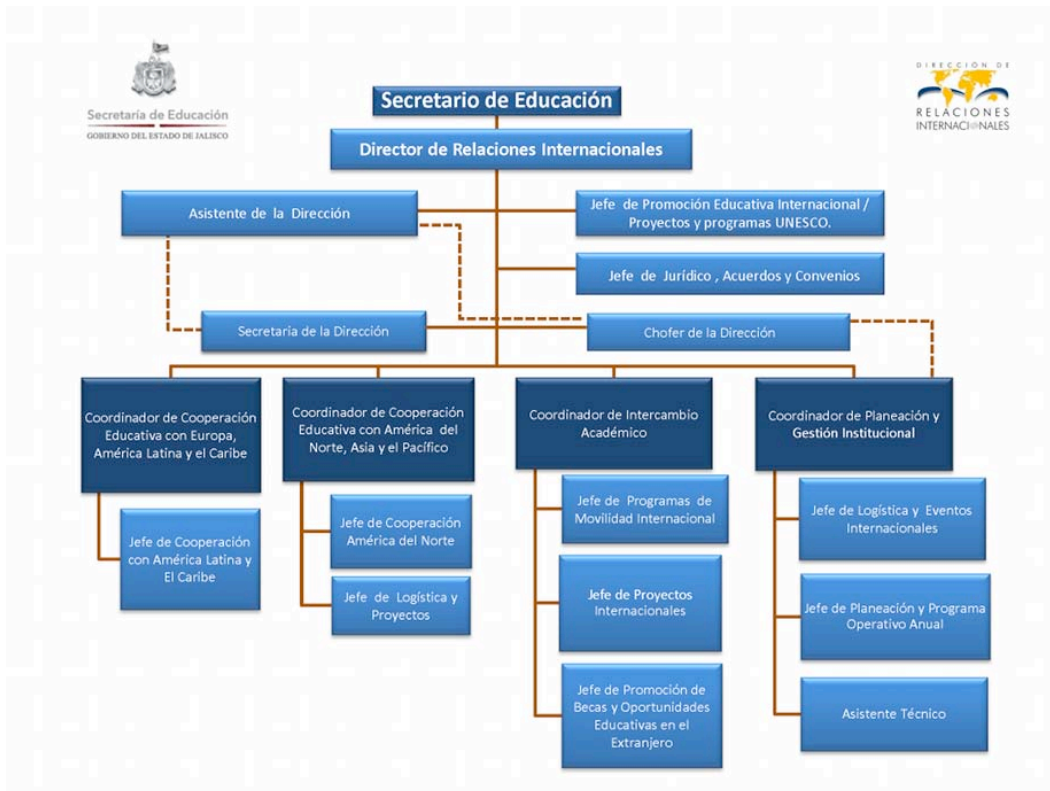 Secretaría de Educación
GOBIERNO DEL ESTADO DE JALISCO
DIRECCIÓN DE
RELACIONES
INTERNACIONALES
Secretario de Educación
Director de Relaciones Internacionales
Asistente de la Dirección
Jefe de Promoción Educativa Internacional /
Proyectos y programas UNESCO.
Jefe de Jurídico , Acuerdos y Convenios
Secretaria de la Dirección
Chofer de la Dirección
Coordinador de Cooperación
Educativa con Europa,
América Latina y el Caribe
Jefe de Cooperación
con América Latina y
El Caribe
Coordinador de Cooperación
Educativa con América del
Norte, Asia y el Pacífico
Jefe de Cooperación
América del Norte
Jefe de Logística y
Proyectos
Coordinador de Intercambio
Académico
Jefe de Programas de
Movilidad Internacional
Jefe de Proyectos
Internacionales
Jefe de Promoción de
Becas y Oportunidades
Educativas en el
Extranjero
Coordinador de Planeación y
Gestión Institucional
Jefe de Logística y Eventos
Internacionales
Jefe de Planeación y Programa
Operativo Anual
Asistente Técnico